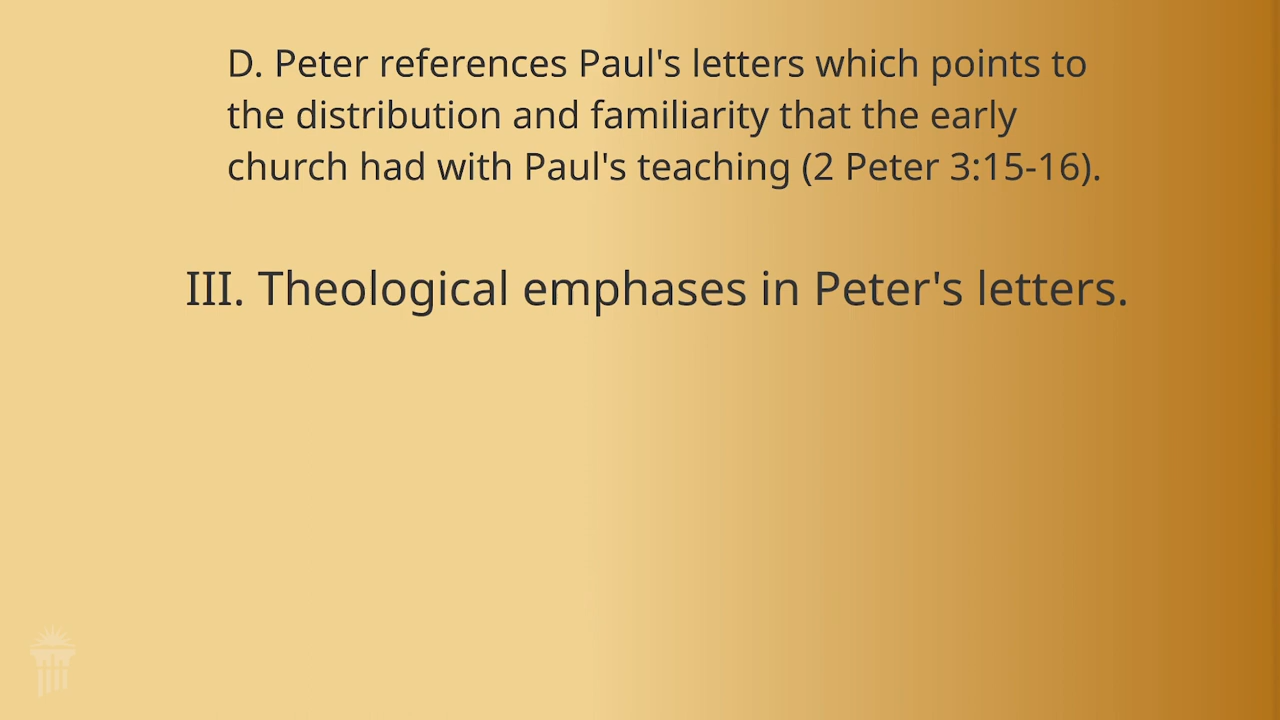 D. Peter references Paul's letters which points to
the distribution and familiarity that the early
church had with Paul's teaching (2 Peter 3:15-16).
III. Theological emphases in Peter's letters.